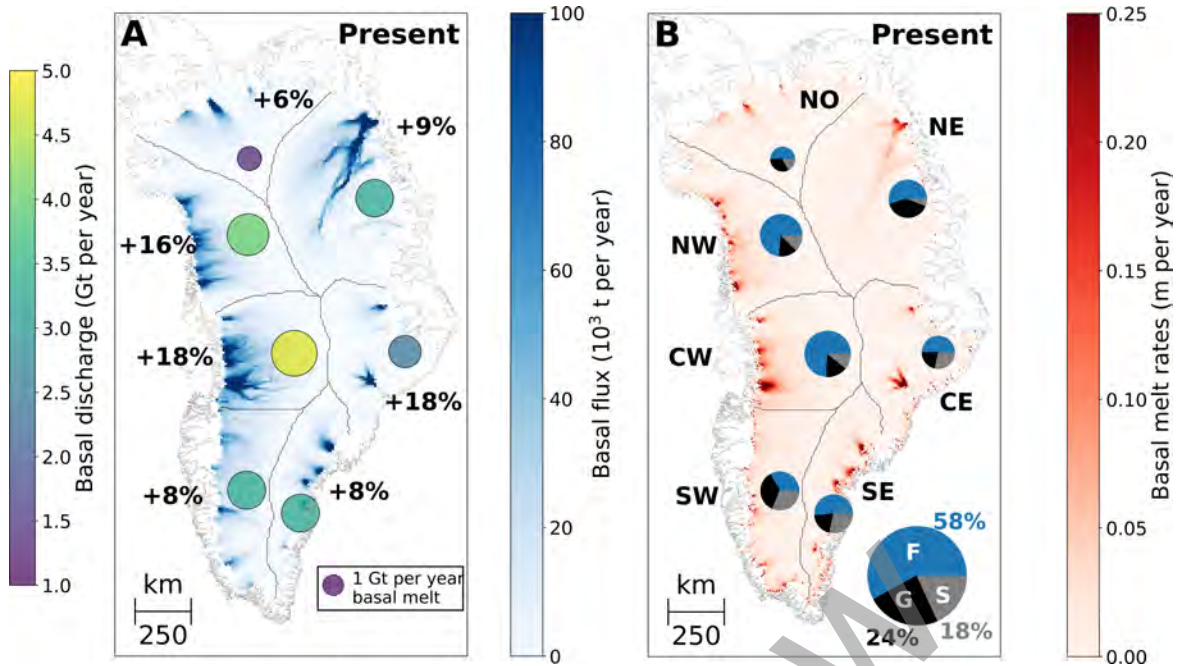 A
Present
+6%
+9%
+16%
+18%
+18%
+8%
+8%
km
250
1 Gt per year
basal melt
5.0
4.5
4.0
3.5
3.0
2.5
2.0
1.5
1.0
Basal discharge (Gt per year)
100
80
60
40
20
0
Basal flux (10³ t per year)
B
Present
NO
NE
NW
CW
CE
SW
SE
58%
F
G
S
24%
18%
km
250
0.25
0.20
0.15
0.10
0.05
0.00
Basal melt rates (m per year)
W